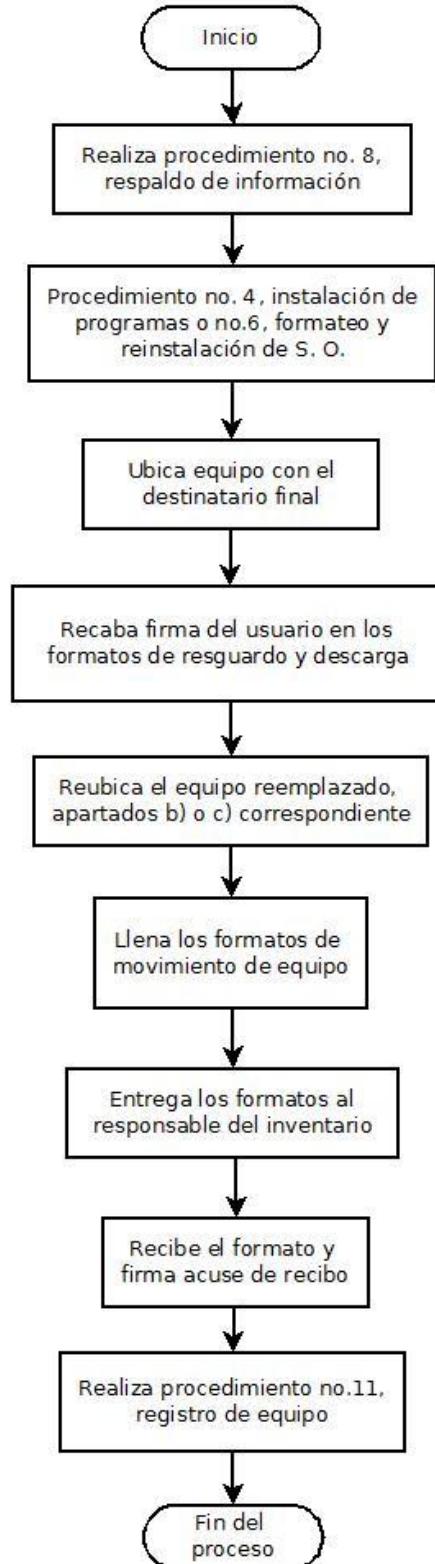 Inicio
Realiza procedimiento no. 8,
respaldo de información
Procedimiento no. 4, instalación de
programas o no.6, formateo y
reinstalación de S. O.
Ubica equipo con el
destinatario final
Recaba firma del usuario en los
formatos de resguardo y descarga
Reubica el equipo reemplazado,
apartados b) o c) correspondiente
Llena los formatos de
movimiento de equipo
Entrega los formatos al
responsable del inventario
Recibe el formato y
firma acuse de recibo
Realiza procedimiento no.11,
registro de equipo
Fin del
proceso